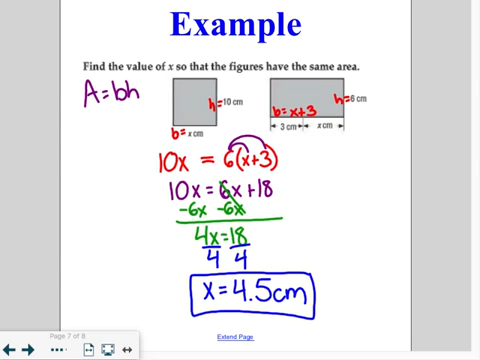 Example
Find the value of x so that the figures have the same area.
A=bh
h=10 cm
b=x cm
h=6 cm
b=x+3
3 cm
x cm
10x = 6(x+3)
10x=6x+18
-6x -6x
4x=18
4 4
x=4.5cm
Extend Page
Page 7 of 8